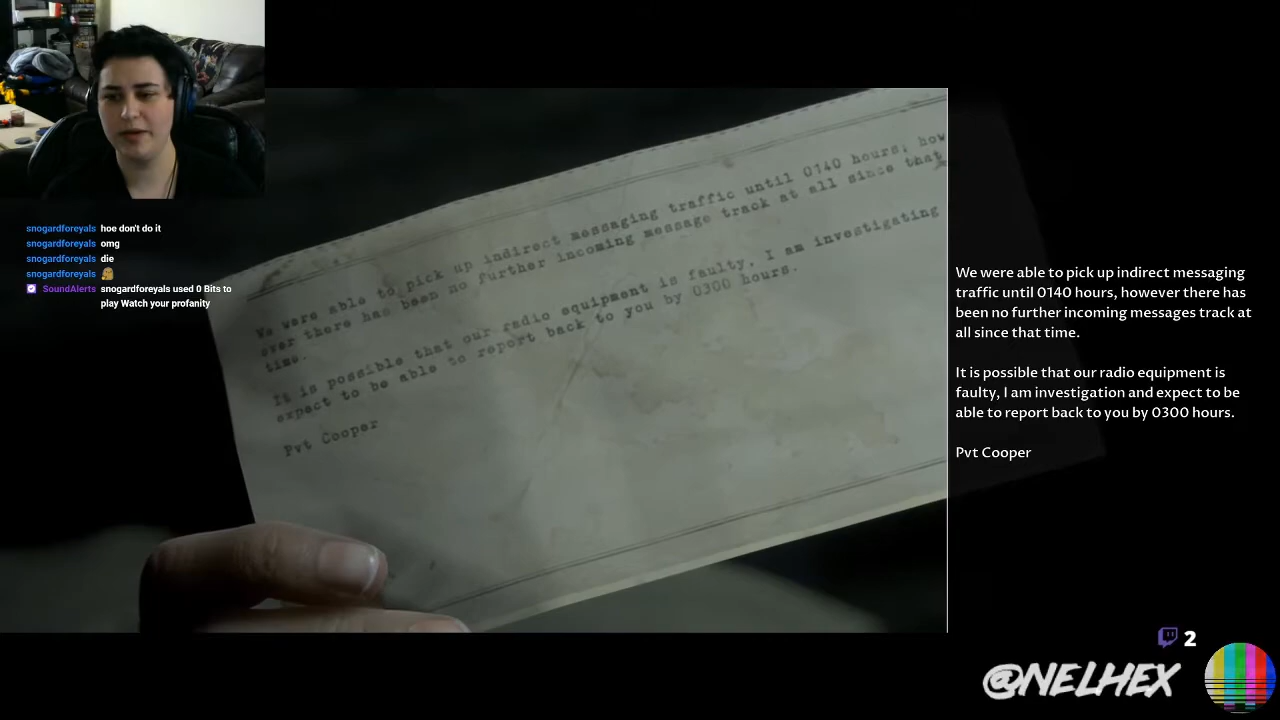 snogardforeyals hoe don't do it
snogardforeyals omg
snogardforeyals die
snogardforeyals
SoundAlerts snogardforeyals used 0 Bits to
play Watch your profanity
We were able to pick up indirect messaging traffic until 0140 hours; how
ever there has been no further incoming message track at all since that
time.
It is possible that our radio equipment is faulty, I am investigating
expect to be able to report back to you by 0300 hours.
Pvt Cooper
We were able to pick up indirect messaging
traffic until 0140 hours, however there has
been no further incoming messages track at
all since that time.
It is possible that our radio equipment is
faulty, I am investigation and expect to be
able to report back to you by 0300 hours.
Pvt Cooper
2
@NELHEX